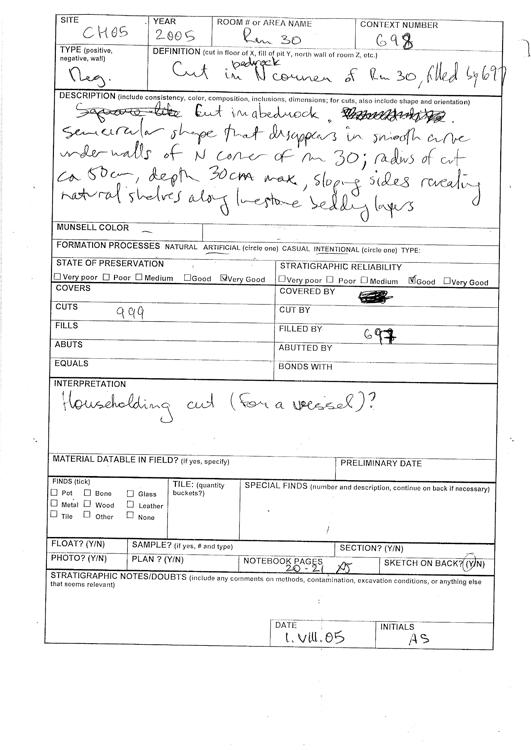 SITE YEAR ROOM # or AREA NAME CONTEXT NUMBER
CH05 2005 Rm 30 698
TYPE (positive, negative, wall) DEFINITION (cut in floor of X, fill of pit Y, north wall of room Z, etc.)
Neg. Cut in bedrock N corner of Rm 30, filled by 697
DESCRIPTION (include consistency, color, composition, inclusions, dimensions; for cuts, also include shape and orientation)
Square-like Cut in bedrock.
Semicircular shape that disappears in smooth curve
under walls of N corner of rm 30; radius of cut
ca 50cm, depth 30cm max, sloping sides revealing
natural shelves along limestone bedding layers
MUNSELL COLOR –
FORMATION PROCESSES NATURAL ARTIFICIAL (circle one) CASUAL INTENTIONAL (circle one) TYPE:
STATE OF PRESERVATION STRATIGRAPHIC RELIABILITY
☐Very poor ☐ Poor ☐ Medium ☐Good ☑Very Good ☐Very poor ☐ Poor ☐ Medium ☑Good ☐Very Good
COVERS COVERED BY
CUTS 999 CUT BY
FILLS FILLED BY 697
ABUTS ABUTTED BY
EQUALS BONDS WITH
INTERPRETATION
Householding cut (for a vessel)?
MATERIAL DATABLE IN FIELD? (if yes, specify) PRELIMINARY DATE
FINDS (tick) TILE: (quantity buckets?) SPECIAL FINDS (number and description, continue on back if necessary)
☐ Pot ☐ Bone ☐ Glass
☐ Metal ☐ Wood ☐ Leather
☐ Tile ☐ Other ☐ None
FLOAT? (Y/N) SAMPLE? (if yes, # and type) SECTION? (Y/N)
PHOTO? (Y/N) PLAN ? (Y/N) NOTEBOOK PAGES 20-21 AS SKETCH ON BACK? (Y/N)
STRATIGRAPHIC NOTES/DOUBTS (include any comments on methods, contamination, excavation conditions, or anything else
that seems relevant)
DATE INITIALS
1.VIII.05 AS